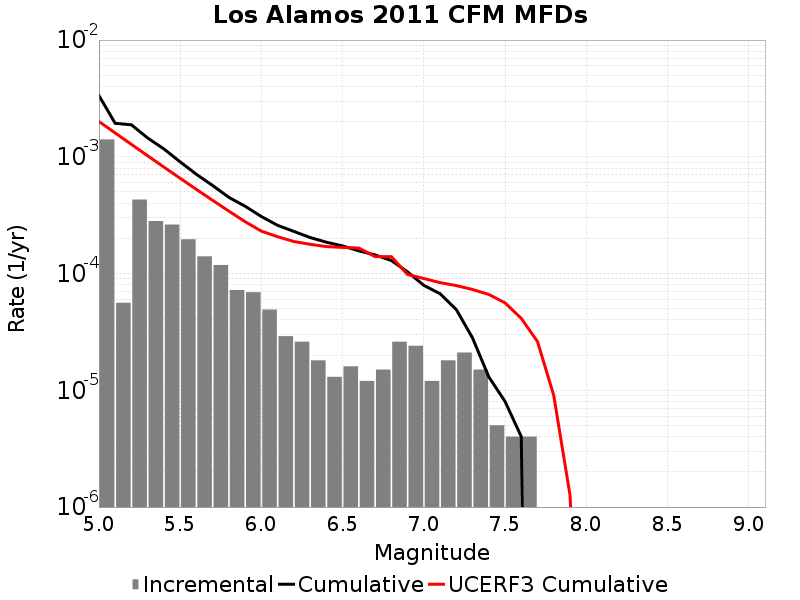 Los Alamos 2011 CFM MFDs
10-2
10-3
10-4
10-5
10-6
Rate (1/yr)
5.0 5.5 6.0 6.5 7.0 7.5 8.0 8.5 9.0
Magnitude
Incremental Cumulative UCERF3 Cumulative